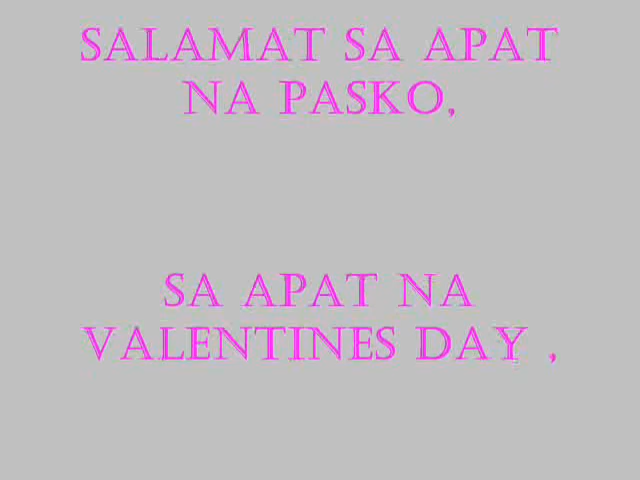 SALAMAT SA APAT
NA PASKO,
SA APAT NA
VALENTINES DAY ,